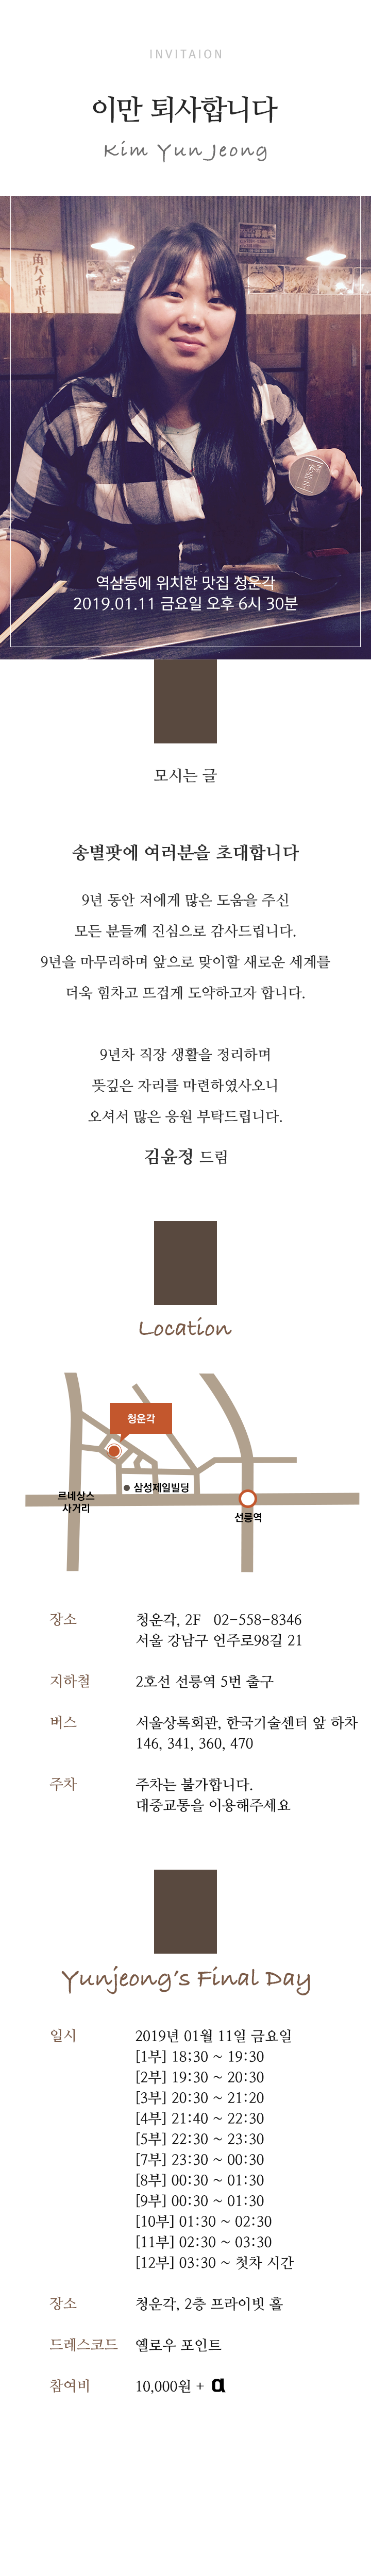 INVITAION
이만 퇴사합니다
Kim YunJeong
역삼동에 위치한 맛집 청운각
2019.01.11 금요일 오후 6시 30분
모시는 글
송별팟에 여러분을 초대합니다
9년 동안 저에게 많은 도움을 주신
모든 분들께 진심으로 감사드립니다.
9년을 마무리하며 앞으로 맞이할 새로운 세계를
더욱 힘차고 뜨겁게 도약하고자 합니다.
9년차 직장 생활을 정리하며
뜻깊은 자리를 마련하였사오니
오셔서 많은 응원 부탁드립니다.
김윤정 드림
Location
청운각
삼성제일빌딩
르네상스
사거리
선릉역
장소 청운각, 2F 02-558-8346
서울 강남구 언주로98길 21
지하철 2호선 선릉역 5번 출구
버스 서울상록회관, 한국기술센터 앞 하차
146, 341, 360, 470
주차 주차는 불가합니다.
대중교통을 이용해주세요
Yunjeong's Final Day
일시 2019년 01월 11일 금요일
[1부] 18;30 ~ 19:30
[2부] 19:30 ~ 20:30
[3부] 20:30 ~ 21:20
[4부] 21:40 ~ 22:30
[5부] 22:30 ~ 23:30
[7부] 23:30 ~ 00:30
[8부] 00:30 ~ 01:30
[9부] 00:30 ~ 01:30
[10부] 01:30 ~ 02:30
[11부] 02:30 ~ 03:30
[12부] 03:30 ~ 첫차 시간
장소 청운각, 2층 프라이빗 홀
드레스코드 옐로우 포인트
참여비 10,000원 + α